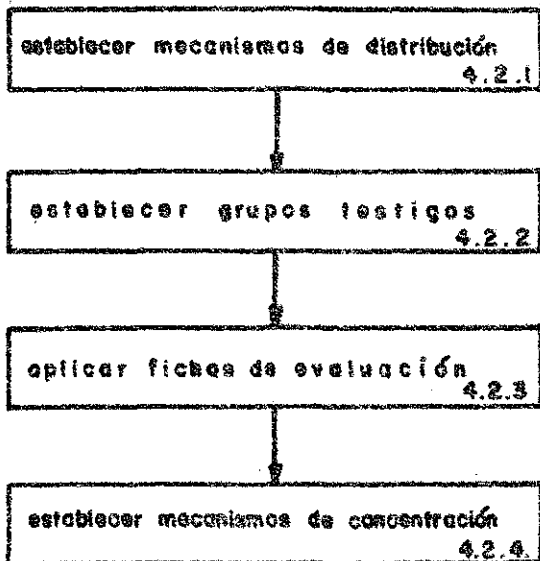 establecer mecanismos de distribución
4.2.1
establecer grupos testigos
4.2.2
aplicar fichas de evaluación
4.2.3
establecer mecanismos de concentración
4.2.4.